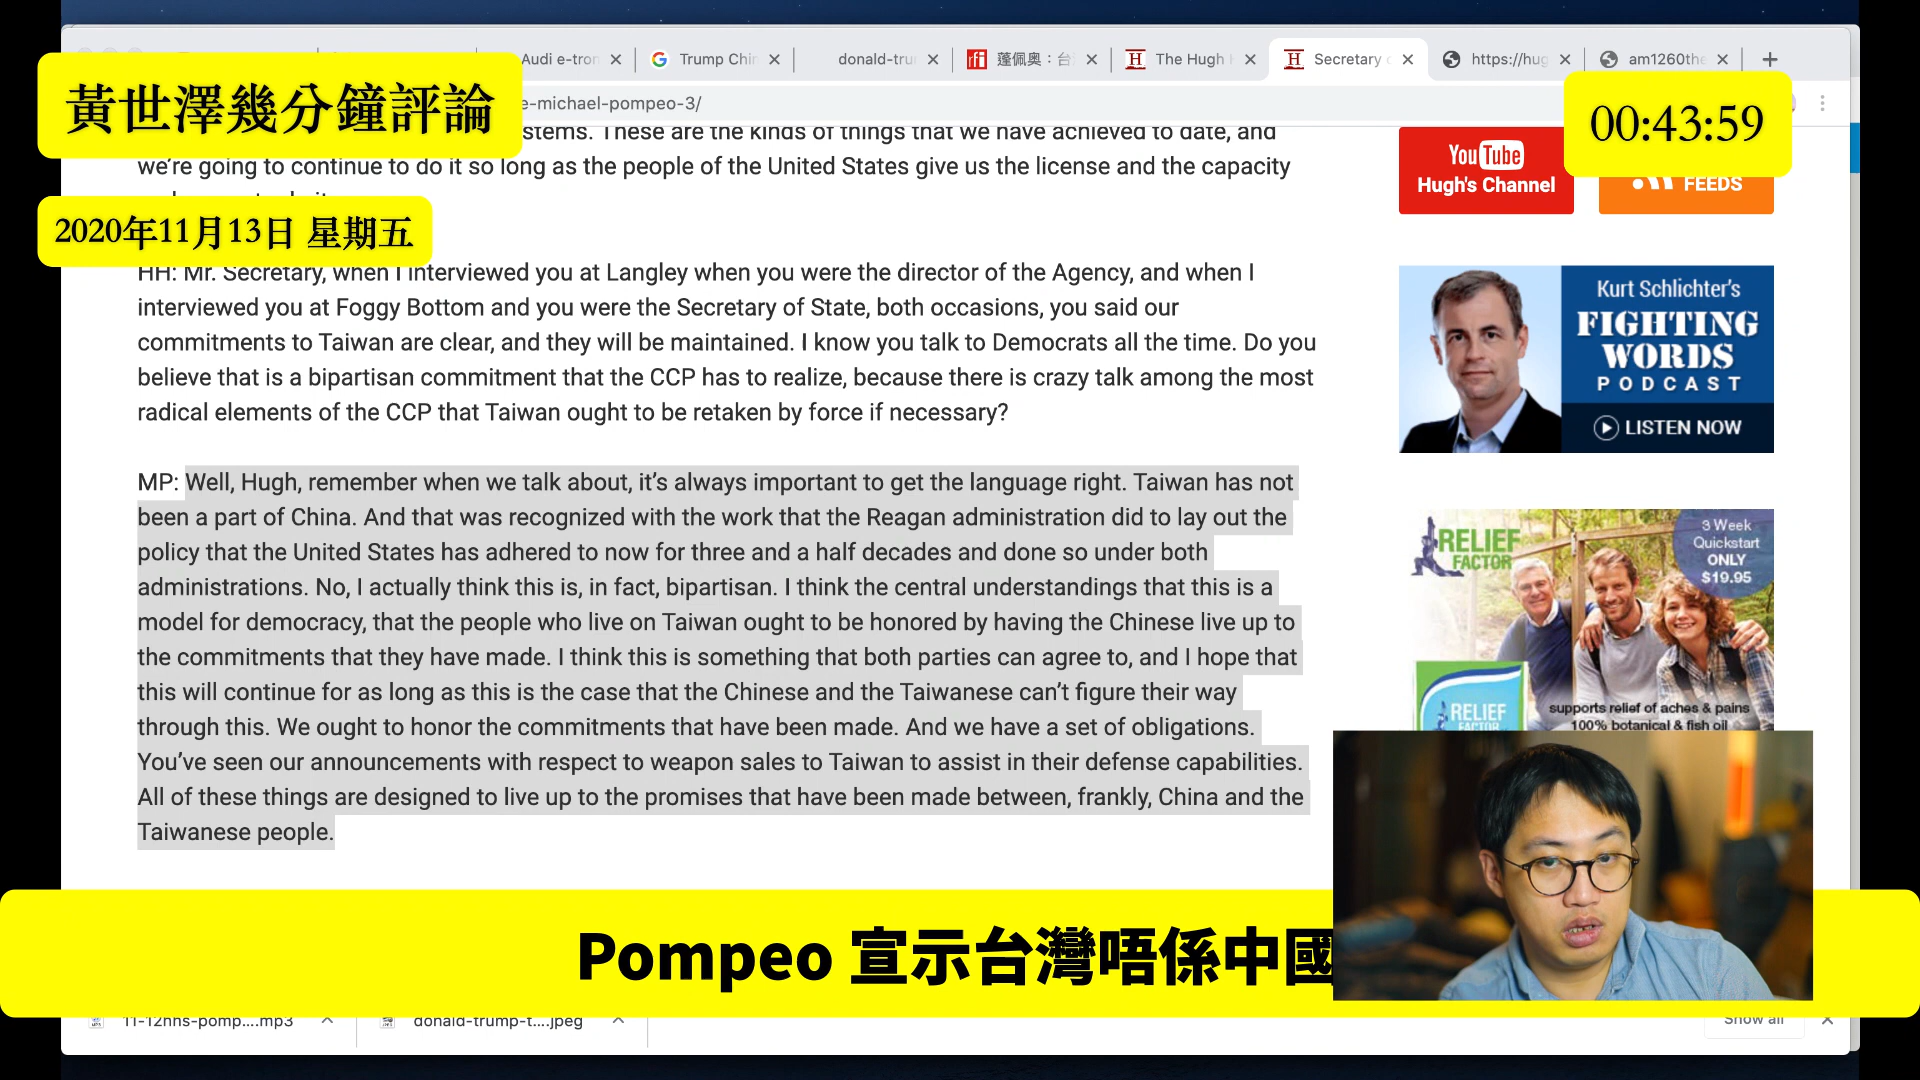 Audi e-tron
Trump Chin
donald-tru
蓬佩奧：台
The Hugh
Secretary
https://hug
am1260the
黃世澤幾分鐘評論
e-michael-pompeo-3/
00:43:59
stems. These are the kinds of things that we have achieved to date, and
we're going to continue to do it so long as the people of the United States give us the license and the capacity
2020年11月13日 星期五
YouTube
Hugh's Channel
FEEDS
HH: Mr. Secretary, when I interviewed you at Langley when you were the director of the Agency, and when I
interviewed you at Foggy Bottom and you were the Secretary of State, both occasions, you said our
commitments to Taiwan are clear, and they will be maintained. I know you talk to Democrats all the time. Do you
believe that is a bipartisan commitment that the CCP has to realize, because there is crazy talk among the most
radical elements of the CCP that Taiwan ought to be retaken by force if necessary?
Kurt Schlichter's
FIGHTING
WORDS
PODCAST
LISTEN NOW
MP: Well, Hugh, remember when we talk about, it's always important to get the language right. Taiwan has not
been a part of China. And that was recognized with the work that the Reagan administration did to lay out the
policy that the United States has adhered to now for three and a half decades and done so under both
administrations. No, I actually think this is, in fact, bipartisan. I think the central understandings that this is a
model for democracy, that the people who live on Taiwan ought to be honored by having the Chinese live up to
the commitments that they have made. I think this is something that both parties can agree to, and I hope that
this will continue for as long as this is the case that the Chinese and the Taiwanese can't figure their way
through this. We ought to honor the commitments that have been made. And we have a set of obligations.
You've seen our announcements with respect to weapon sales to Taiwan to assist in their defense capabilities.
All of these things are designed to live up to the promises that have been made between, frankly, China and the
Taiwanese people.
RELIEF
FACTOR
3 Week
Quickstart
ONLY
$19.95
RELIEF
FACTOR
supports relief of aches & pains
100% botanical & fish oil
Pompeo 宣示台灣唔係中國
11-12hhs-pomp....mp3
donald-trump-t....jpeg
Show all